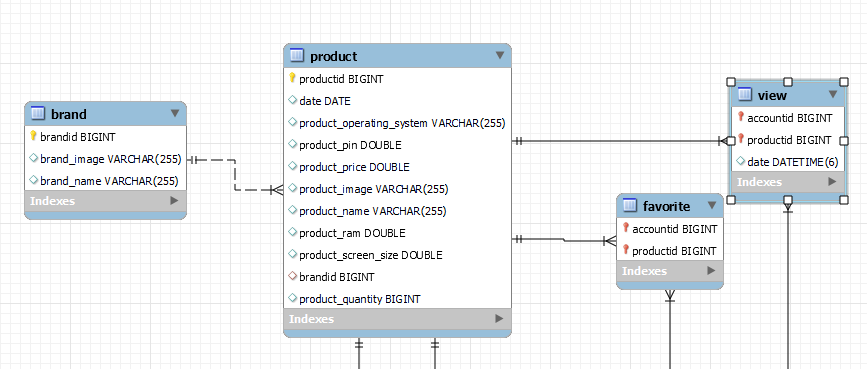 brand
brandid BIGINT
brand_image VARCHAR(255)
brand_name VARCHAR(255)
Indexes
product
productid BIGINT
date DATE
product_operating_system VARCHAR(255)
product_pin DOUBLE
product_price DOUBLE
product_image VARCHAR(255)
product_name VARCHAR(255)
product_ram DOUBLE
product_screen_size DOUBLE
brandid BIGINT
product_quantity BIGINT
Indexes
view
accountid BIGINT
productid BIGINT
date DATETIME(6)
Indexes
favorite
accountid BIGINT
productid BIGINT
Indexes